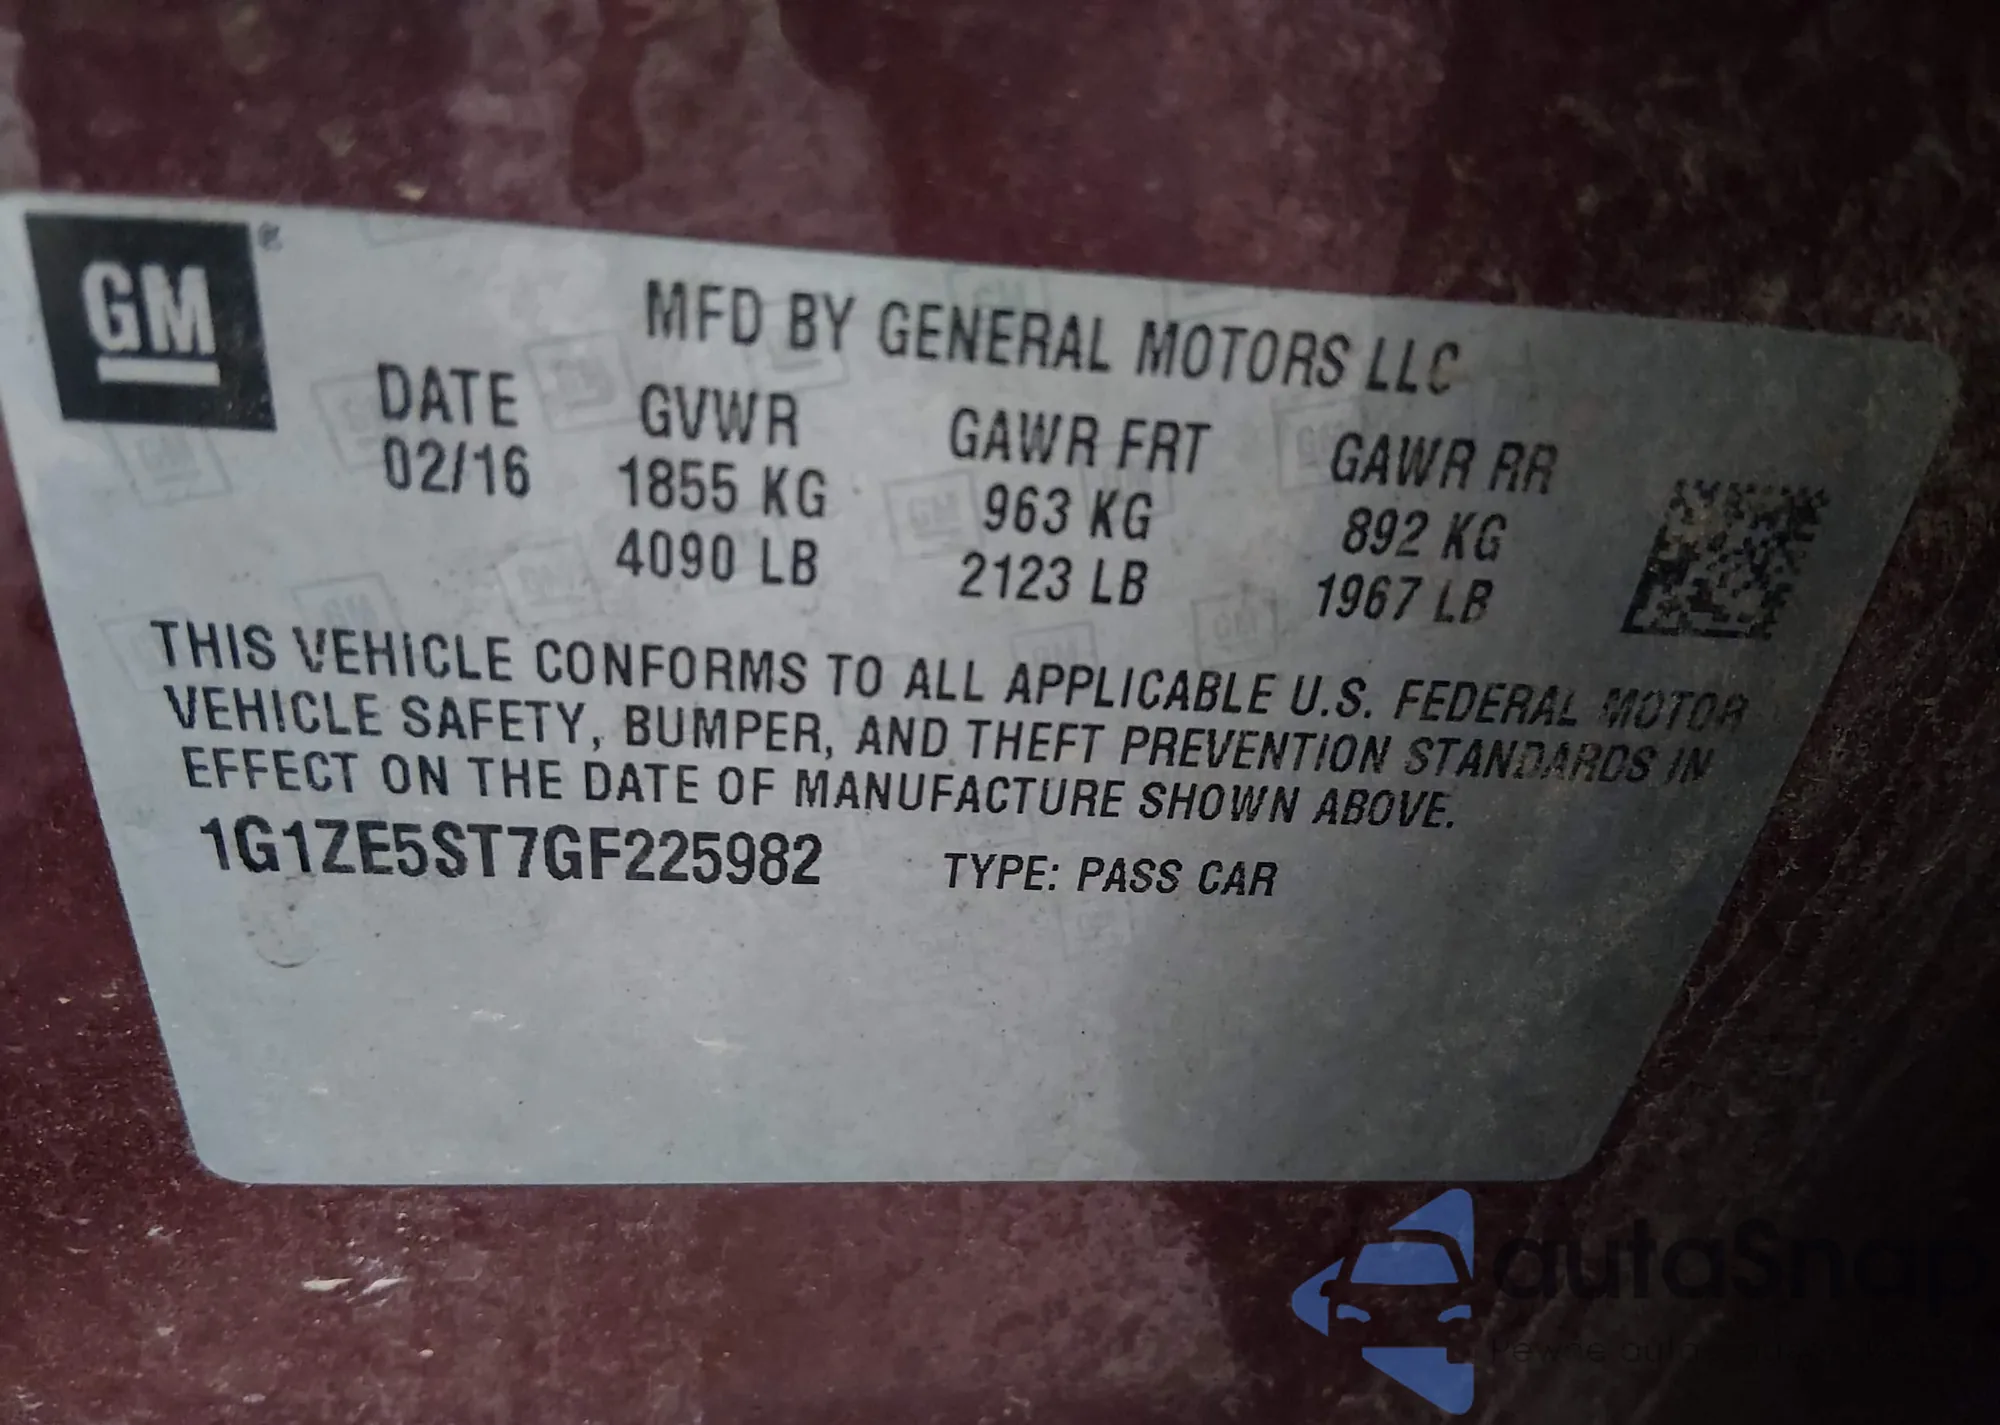 GM
MFD BY GENERAL MOTORS LLC
DATE GVWR GAWR FRT GAWR RR
02/16 1855 KG 963 KG 892 KG
4090 LB 2123 LB 1967 LB
THIS VEHICLE CONFORMS TO ALL APPLICABLE U.S. FEDERAL MOTOR
VEHICLE SAFETY, BUMPER, AND THEFT PREVENTION STANDARDS IN
EFFECT ON THE DATE OF MANUFACTURE SHOWN ABOVE.
1G1ZE5ST7GF225982 TYPE: PASS CAR
autaSnap
Pewne